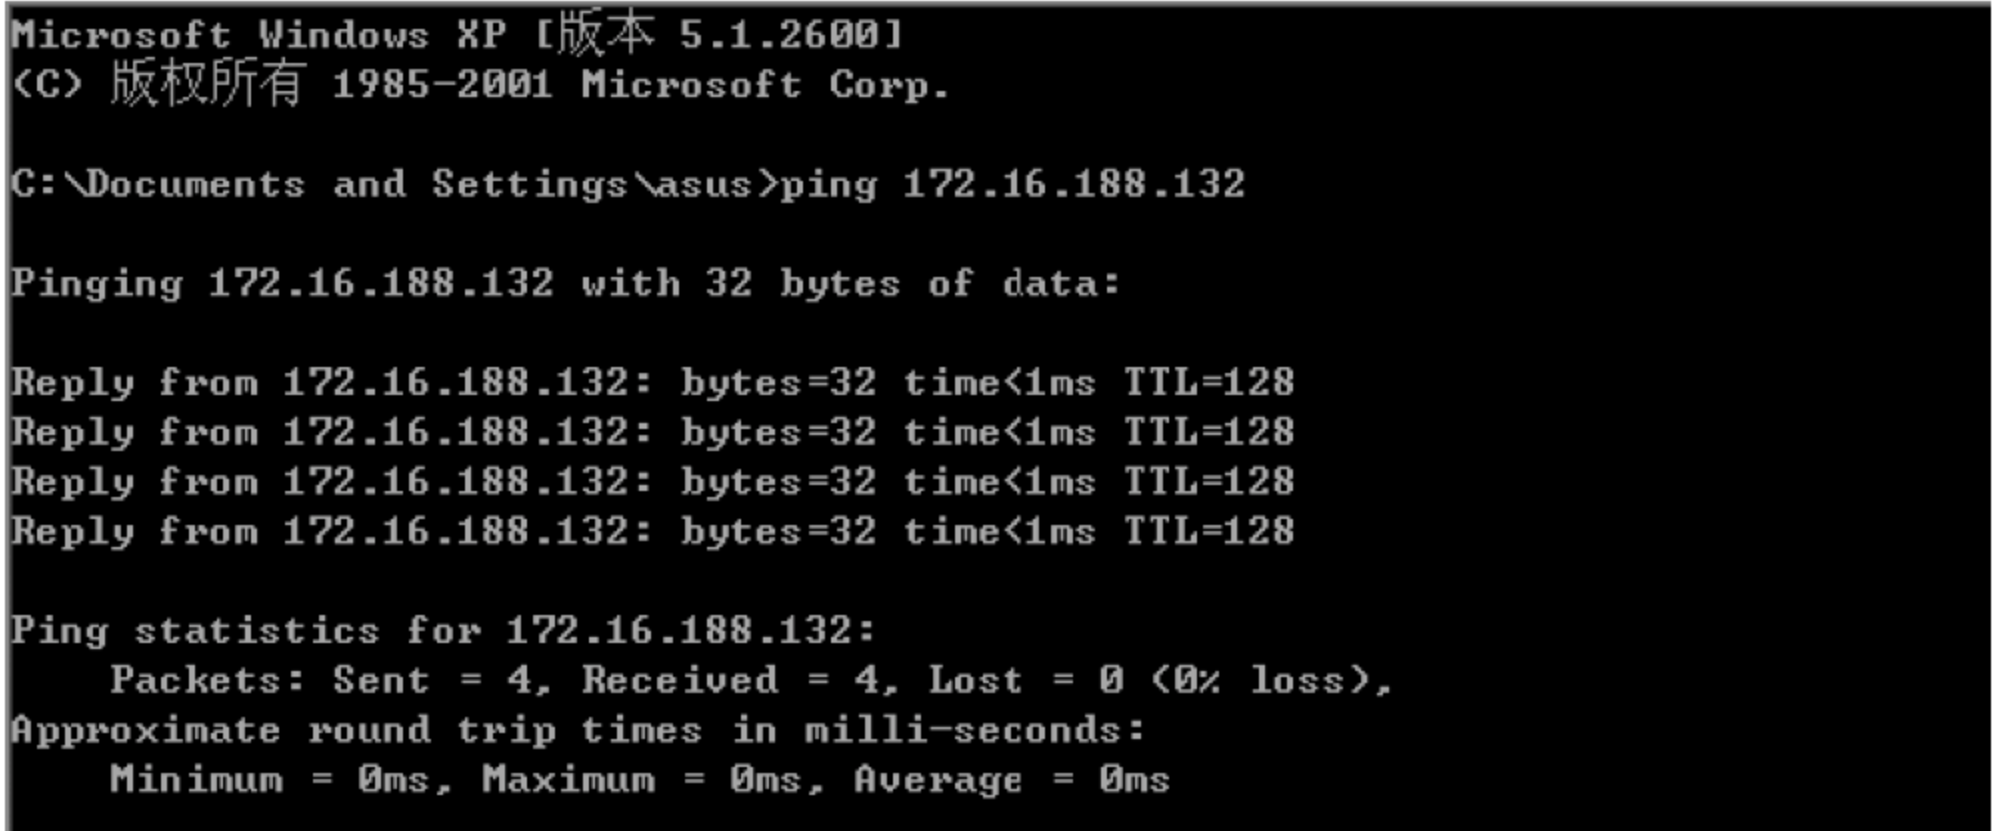 Microsoft Windows XP [版本 5.1.2600]
(C) 版权所有 1985-2001 Microsoft Corp.
C:\Documents and Settings\asus>ping 172.16.188.132
Pinging 172.16.188.132 with 32 bytes of data:
Reply from 172.16.188.132: bytes=32 time<1ms TTL=128
Reply from 172.16.188.132: bytes=32 time<1ms TTL=128
Reply from 172.16.188.132: bytes=32 time<1ms TTL=128
Reply from 172.16.188.132: bytes=32 time<1ms TTL=128
Ping statistics for 172.16.188.132:
    Packets: Sent = 4, Received = 4, Lost = 0 (0% loss),
Approximate round trip times in milli-seconds:
    Minimum = 0ms, Maximum = 0ms, Average = 0ms